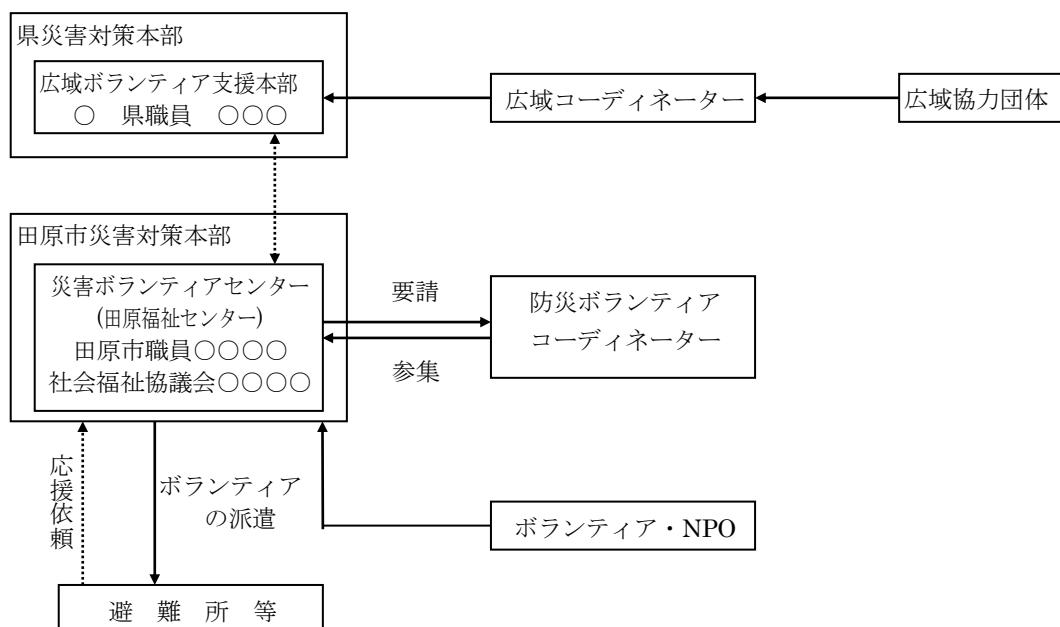 県災害対策本部
広域ボランティア支援本部
○　県職員　○○○
広域コーディネーター
広域協力団体
田原市災害対策本部
災害ボランティアセンター
(田原福祉センター)
田原市職員○○○○
社会福祉協議会○○○○
要請
参集
防災ボランティア
コーディネーター
応援依頼
ボランティア
の派遣
ボランティア・NPO
避　難　所　等